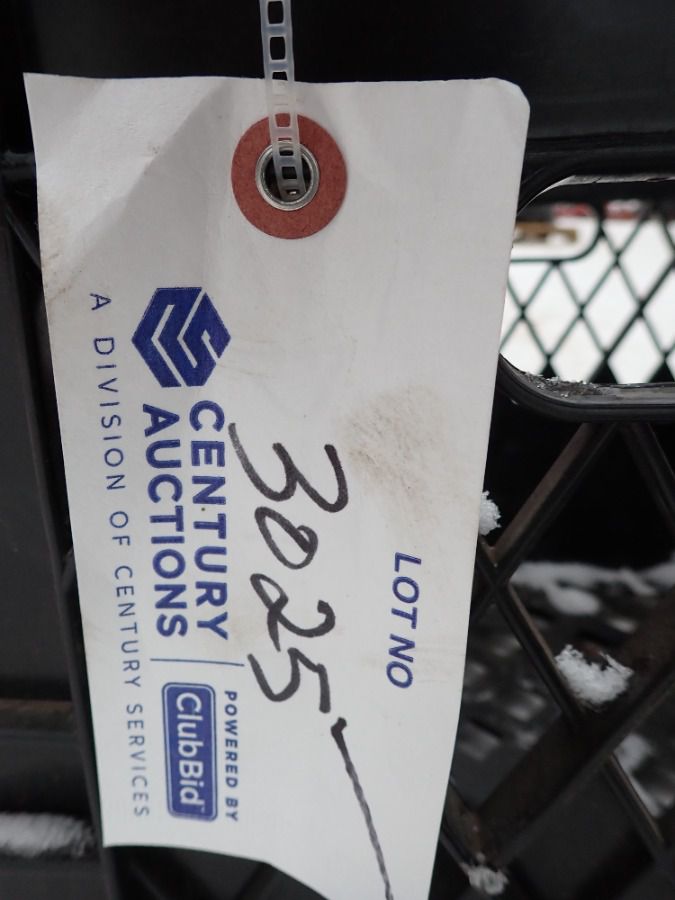 LOT NO
3025
CENTURY
AUCTIONS
POWERED BY
ClubBid
A DIVISION OF CENTURY SERVICES